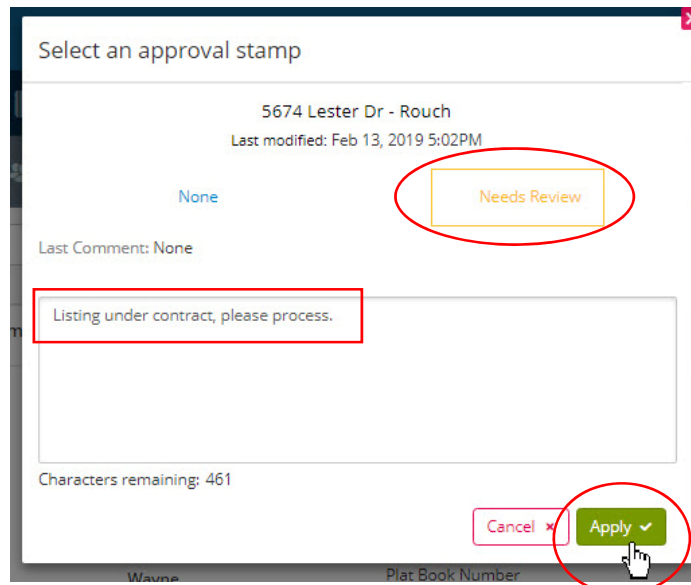 Select an approval stamp
5674 Lester Dr - Rouch
Last modified: Feb 13, 2019 5:02PM
None
Needs Review
Last Comment: None
Listing under contract, please process.
Characters remaining: 461
Cancel ×
Apply ✓
Wayne
Plat Book Number